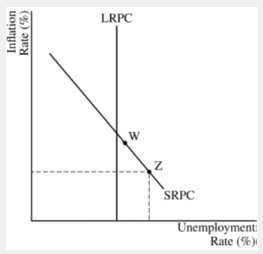 LRPC
Inflation
Rate (%)
W
Z
SRPC
Unemployment
Rate (%)